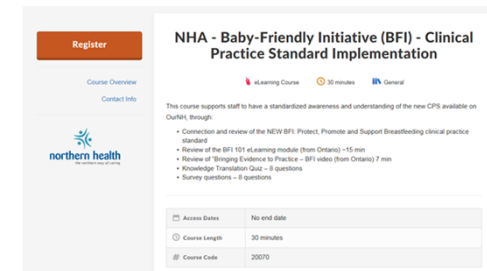 Register
Course Overview
Contact Info
northern health
the northern way of caring
NHA - Baby-Friendly Initiative (BFI) - Clinical
Practice Standard Implementation
eLearning Course 30 minutes General
This course supports staff to have a standardized awareness and understanding of the new CPS available on
OurNH, through:
• Connection and review of the NEW BFI: Protect, Promote and Support Breastfeeding clinical practice
standard
• Review of the BFI 101 eLearning module (from Ontario) ~15 min
• Review of "Bringing Evidence to Practice – BFI video (from Ontario) 7 min
• Knowledge Translation Quiz – 8 questions
• Survey questions – 8 questions
Access Dates No end date
Course Length 30 minutes
# Course Code 20070